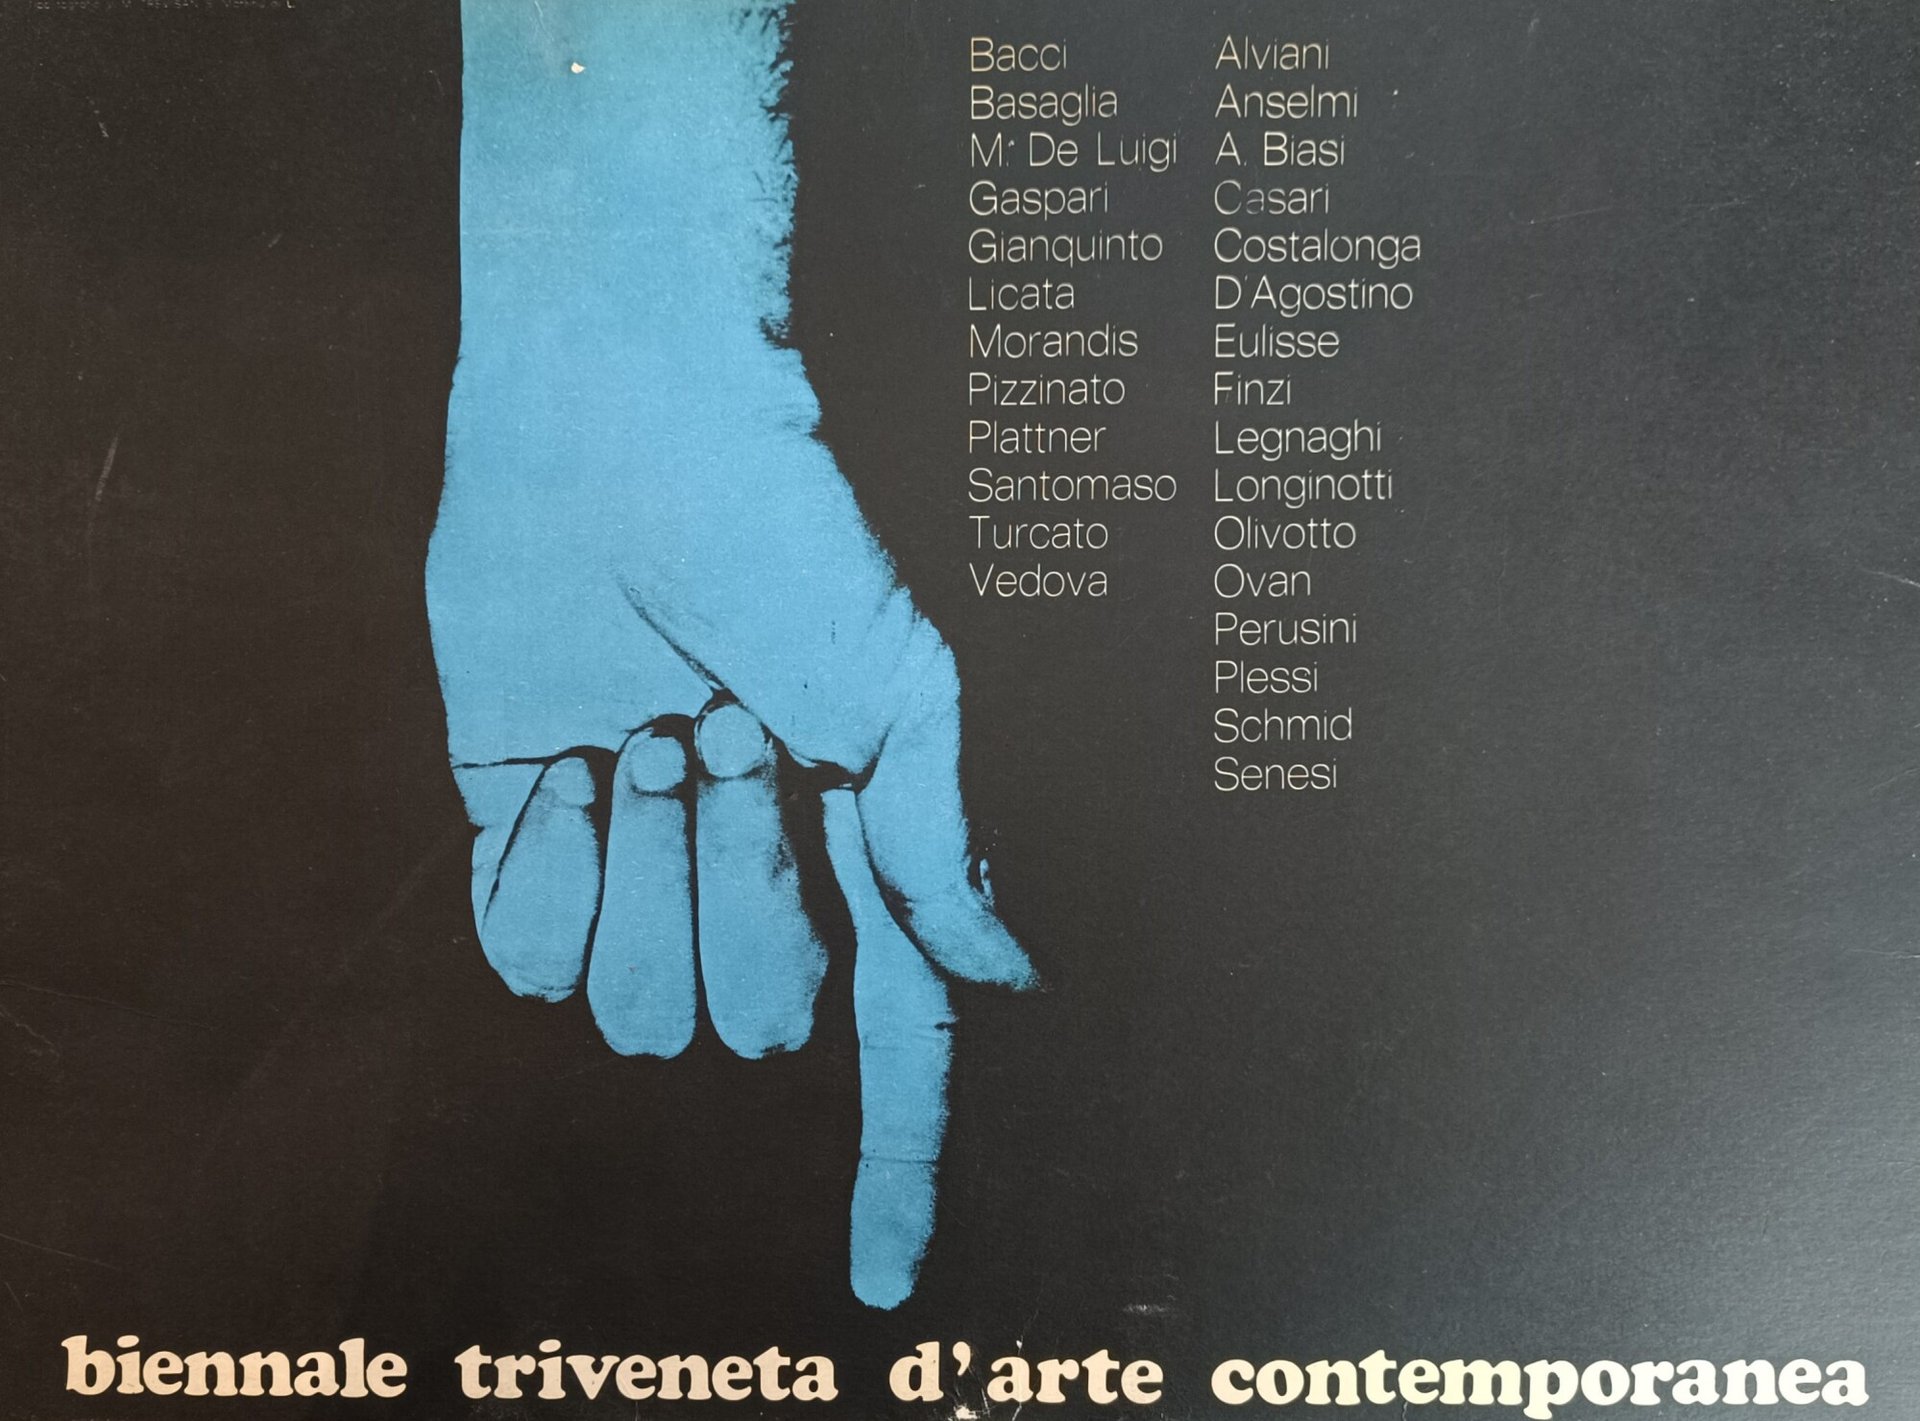 Bacci
Basaglia
M. De Luigi
Gaspari
Gianquinto
Licata
Morandis
Pizzinato
Plattner
Santomaso
Turcato
Vedova
Alviani
Anselmi
A. Biasi
Casari
Costalonga
D'Agostino
Eulisse
Finzi
Legnaghi
Longinotti
Olivotto
Ovan
Perusini
Plessi
Schmid
Senesi
biennale triveneta d'arte contemporanea